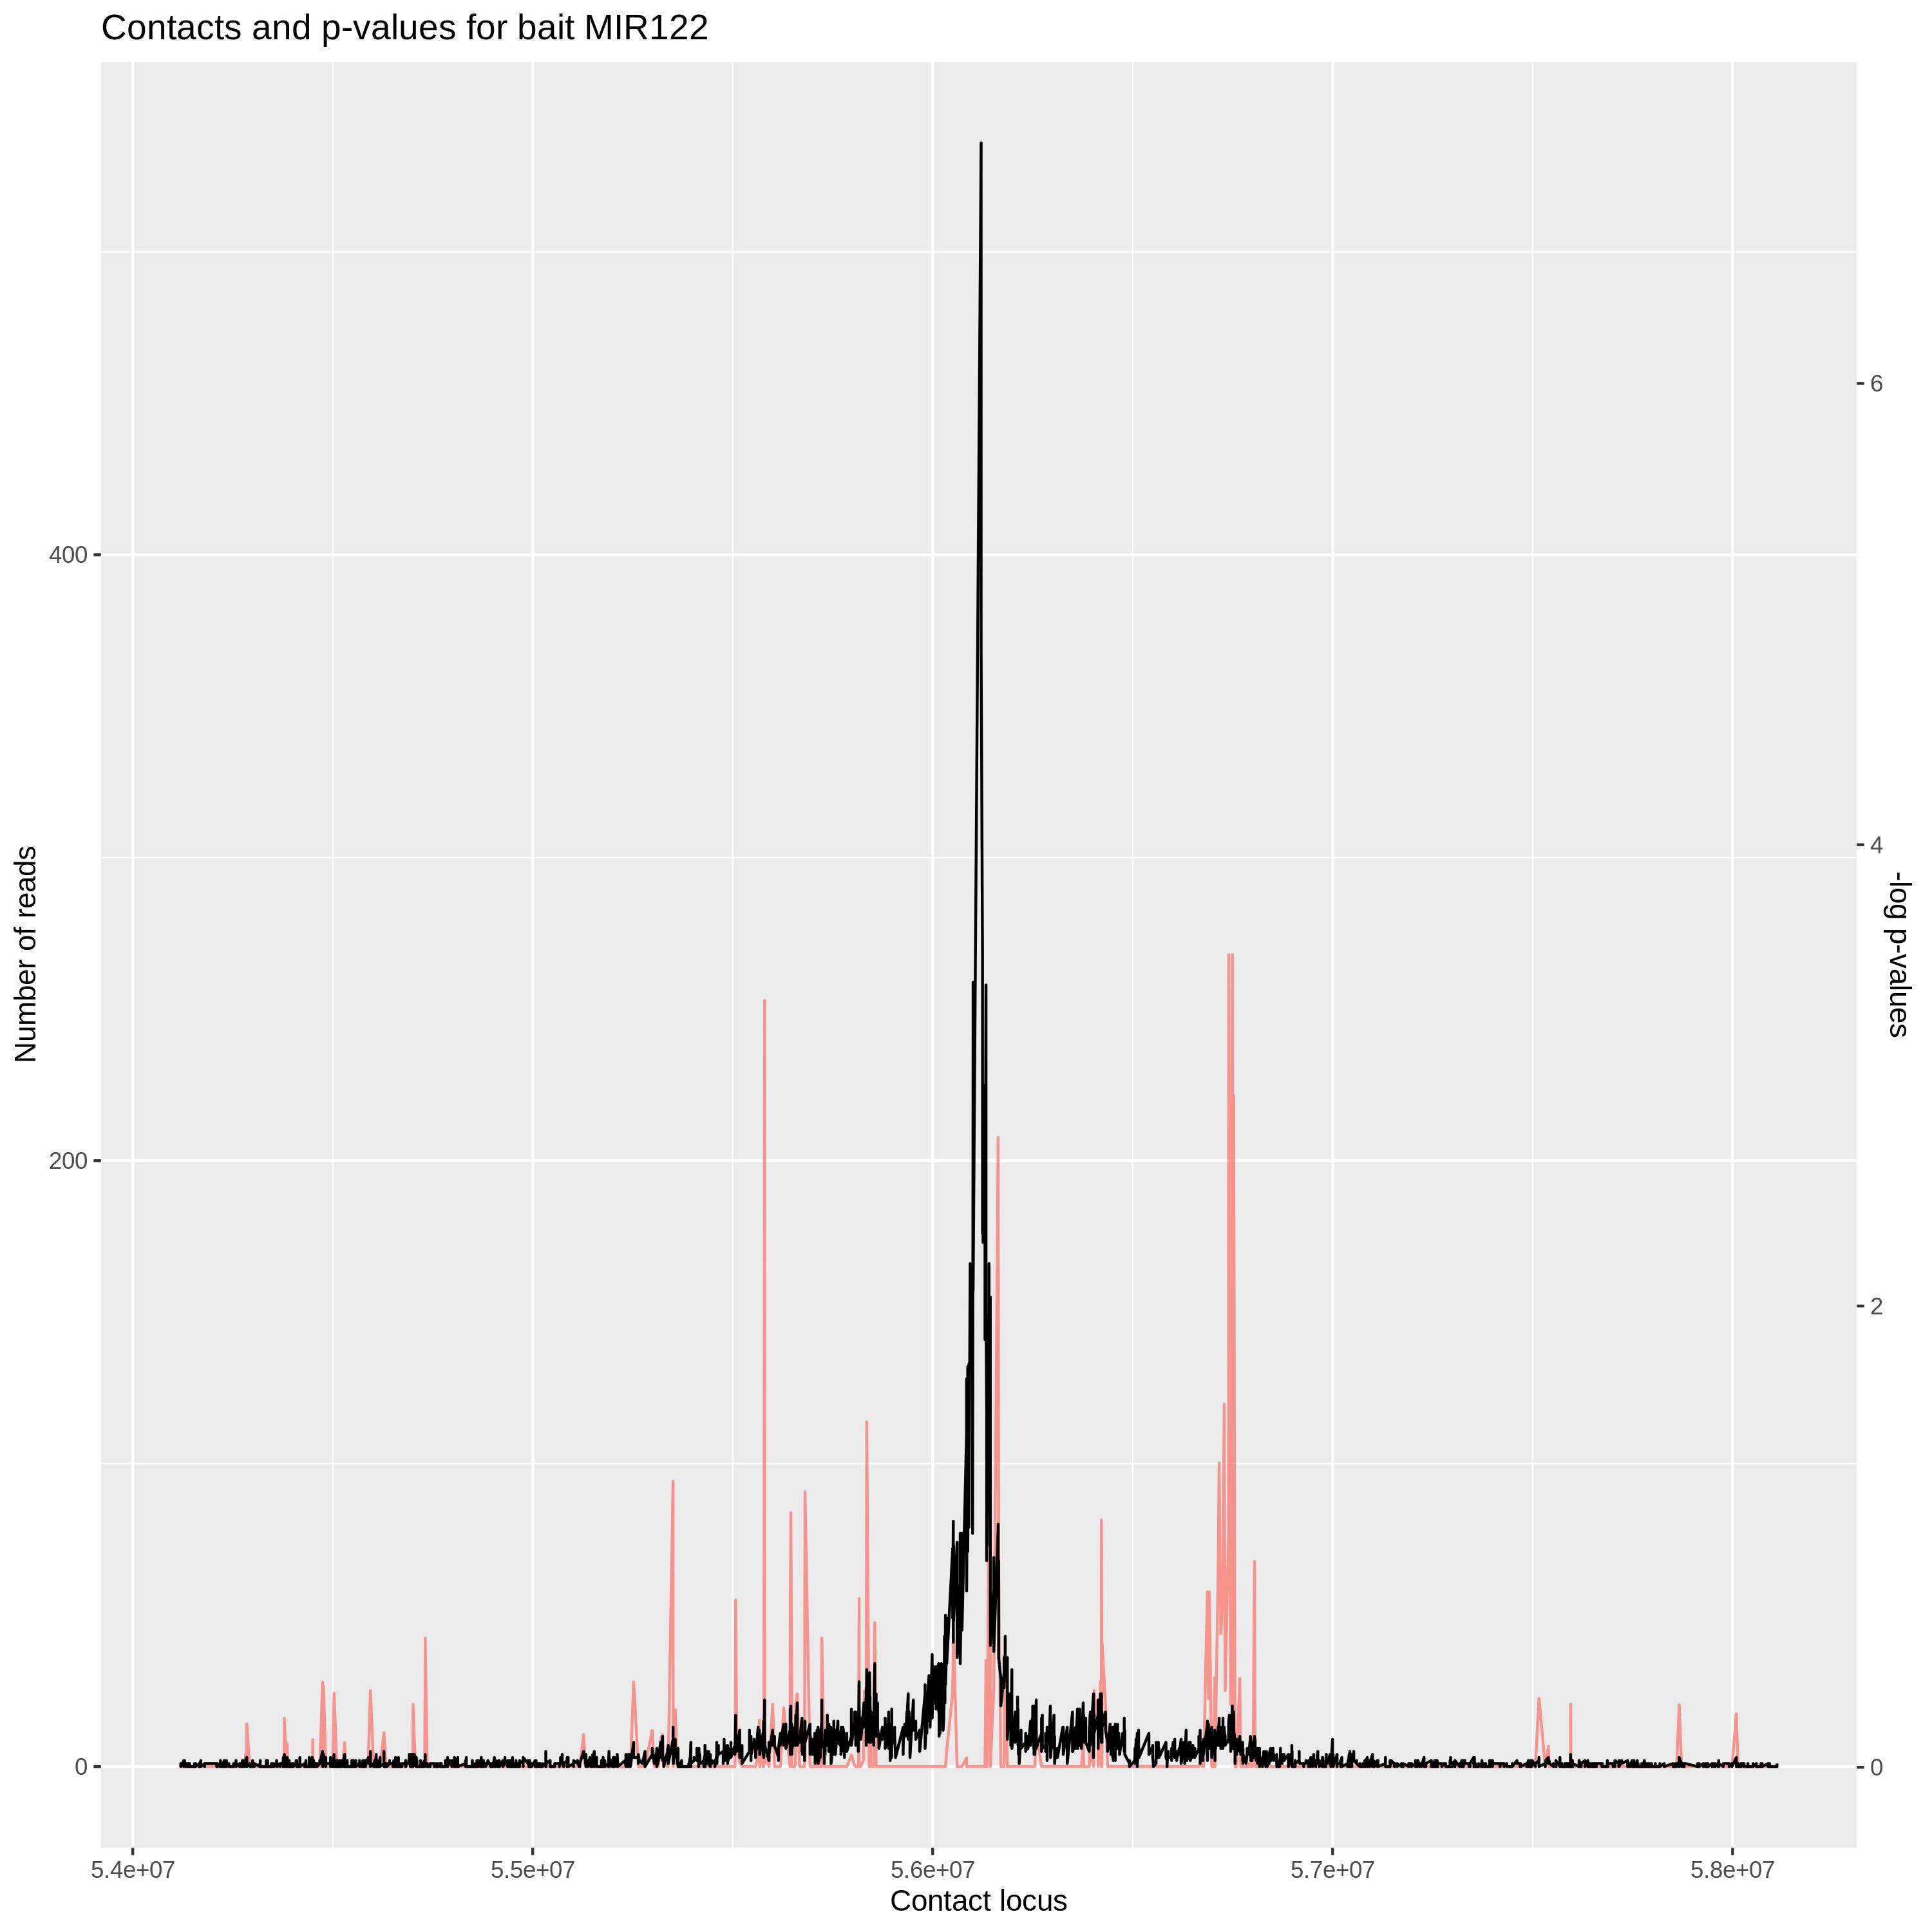 Contacts and p-values for bait MIR122
Number of reads
400
200
0
6
4
2
0
-log p-values
5.4e+07 5.5e+07 5.6e+07 5.7e+07 5.8e+07
Contact locus